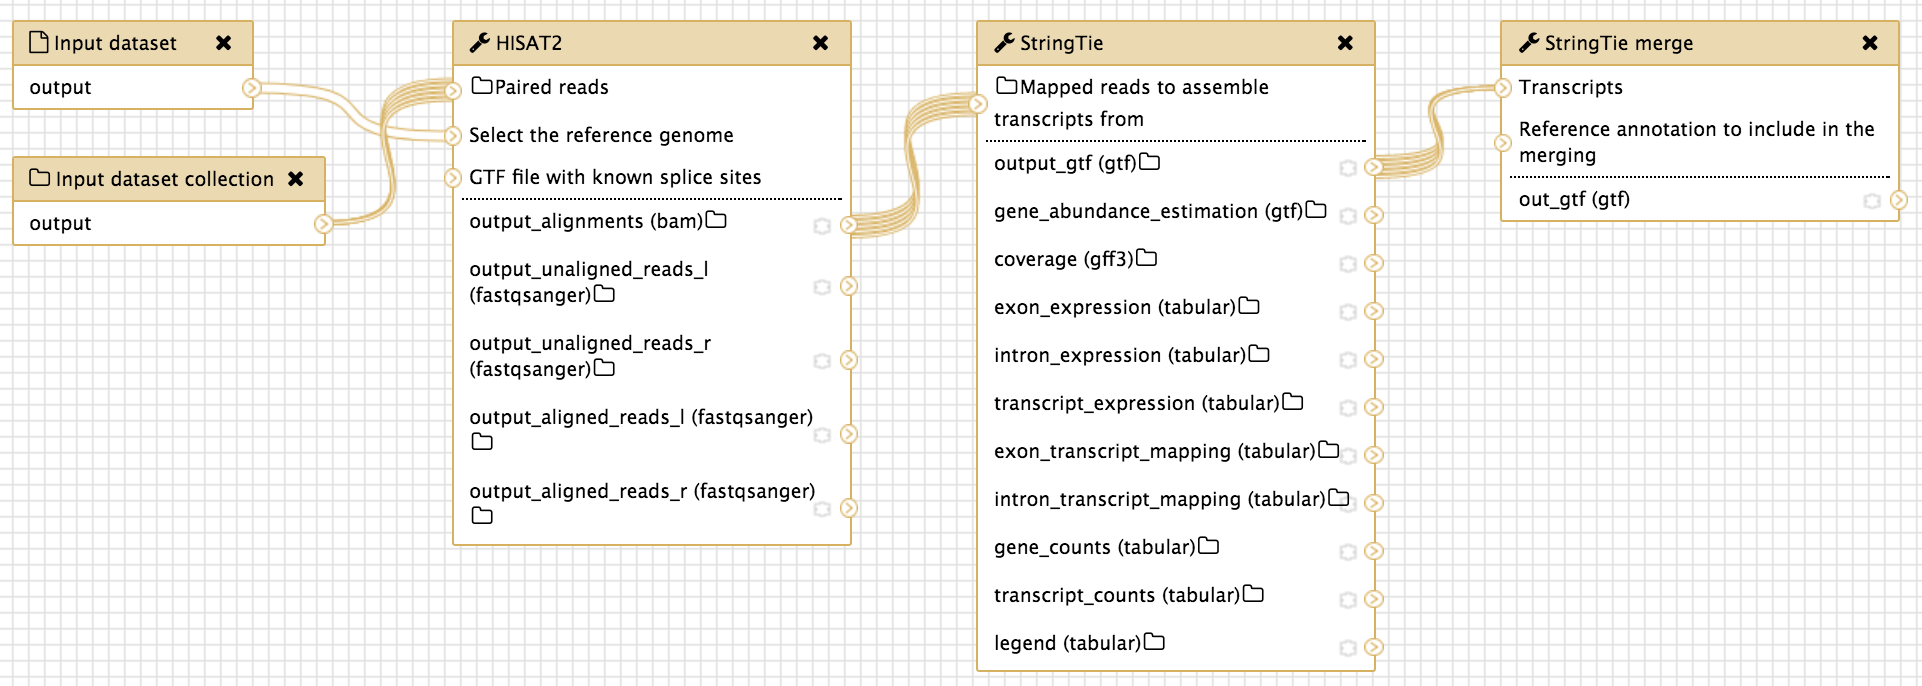 Input dataset
output
Input dataset collection
output
HISAT2
Paired reads
Select the reference genome
GTF file with known splice sites
output_alignments (bam)
output_unaligned_reads_l
(fastqsanger)
output_unaligned_reads_r
(fastqsanger)
output_aligned_reads_l (fastqsanger)
output_aligned_reads_r (fastqsanger)
StringTie
Mapped reads to assemble
transcripts from
output_gtf (gtf)
gene_abundance_estimation (gtf)
coverage (gff3)
exon_expression (tabular)
intron_expression (tabular)
transcript_expression (tabular)
exon_transcript_mapping (tabular)
intron_transcript_mapping (tabular)
gene_counts (tabular)
transcript_counts (tabular)
legend (tabular)
StringTie merge
Transcripts
Reference annotation to include in the
merging
out_gtf (gtf)